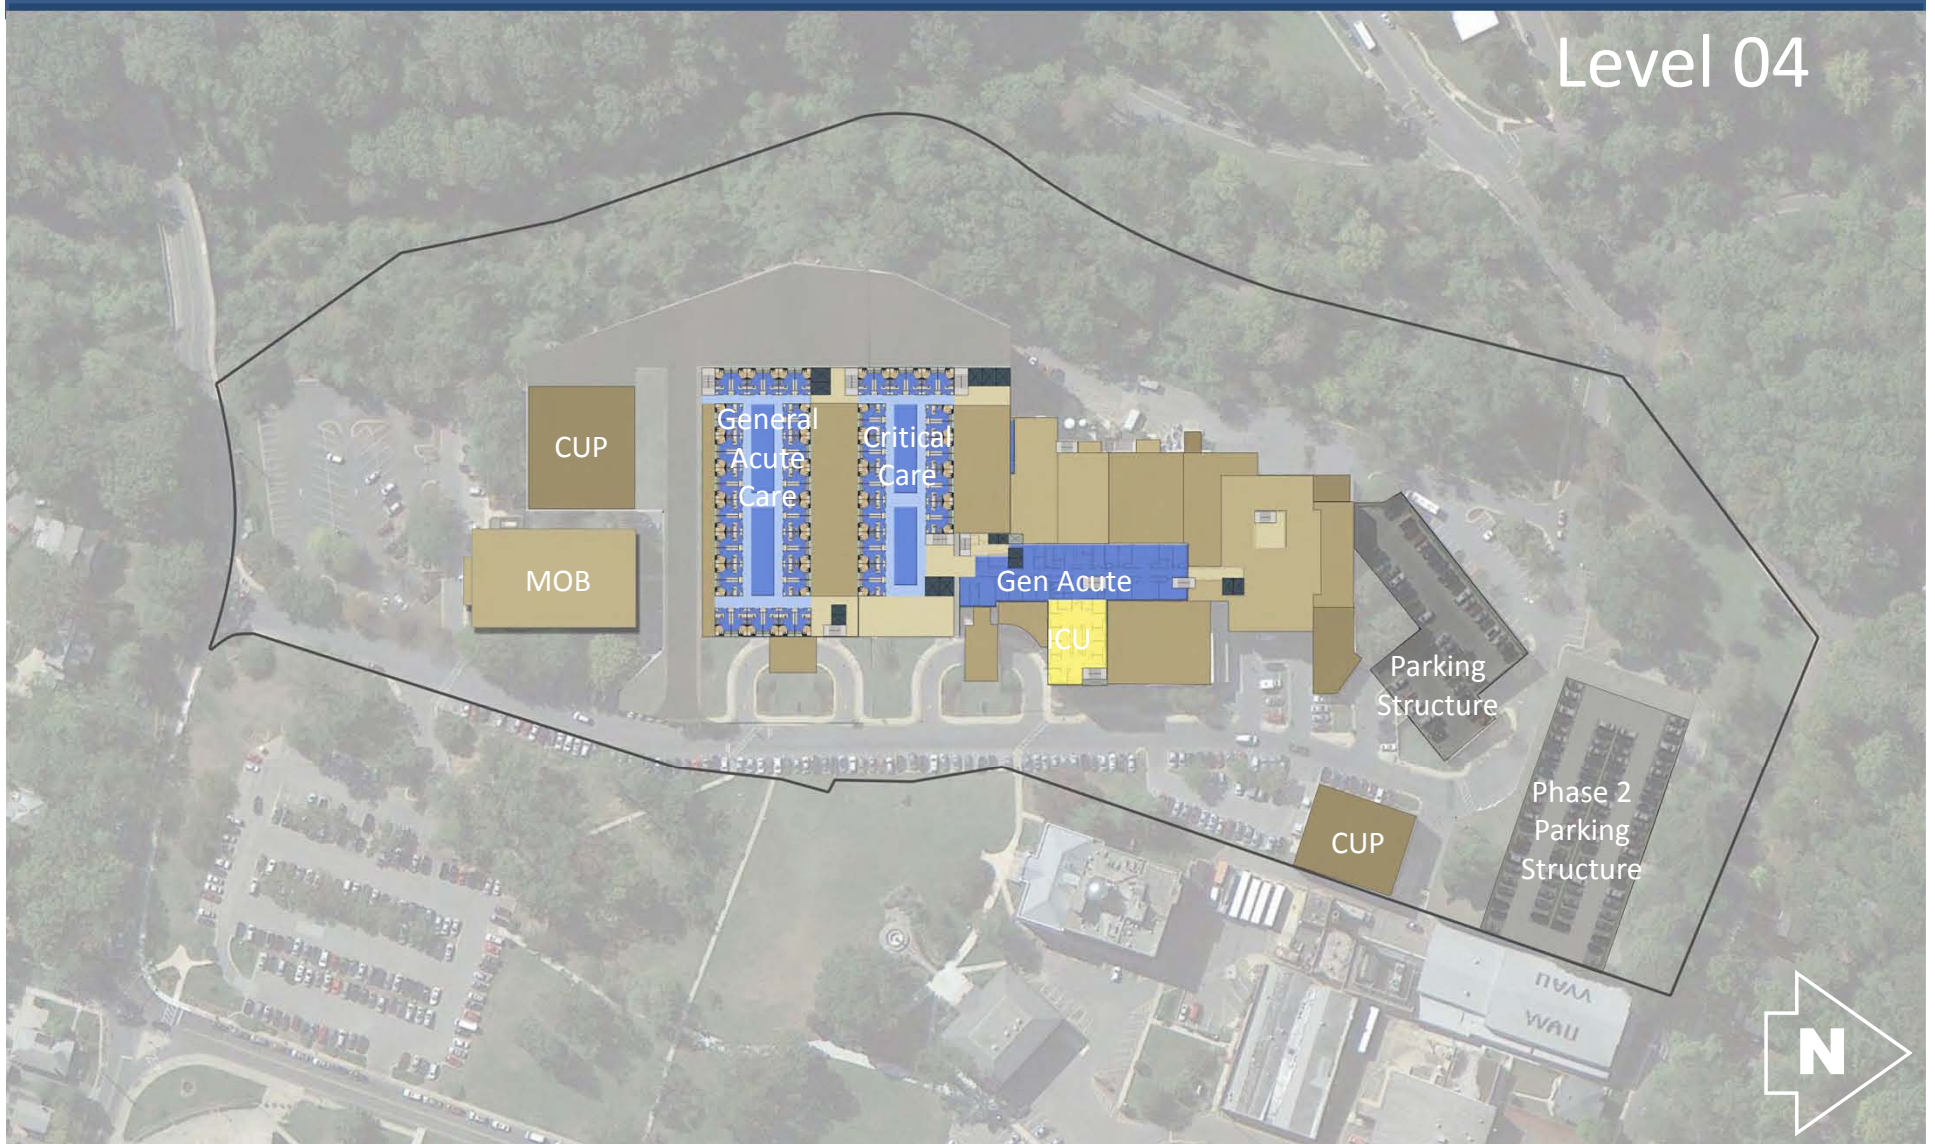 Level 04
General
Acute
Care
Critical
Care
CUP
MOB
Gen Acute
ICU
Parking
Structure
Phase 2
Parking
Structure
CUP
N